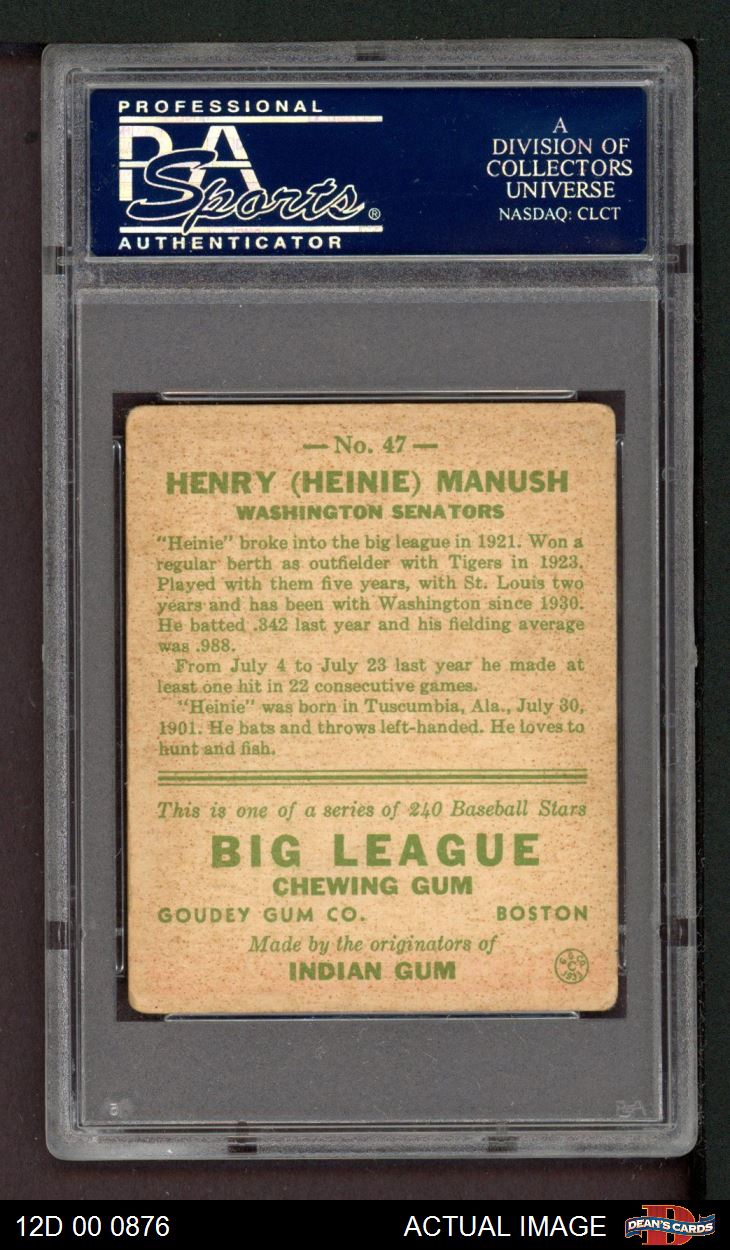 PROFESSIONAL
PSA
Sports®
AUTHENTICATOR
A
DIVISION OF
COLLECTORS
UNIVERSE
NASDAQ: CLCT
— No. 47 —
HENRY (HEINIE) MANUSH
WASHINGTON SENATORS
"Heinie" broke into the big league in 1921. Won a
regular berth as outfielder with Tigers in 1923.
Played with them five years, with St. Louis two
years and has been with Washington since 1930.
He batted .342 last year and his fielding average
was .988.
From July 4 to July 23 last year he made at
least one hit in 22 consecutive games.
"Heinie" was born in Tuscumbia, Ala., July 30,
1901. He bats and throws left-handed. He loves to
hunt and fish.
This is one of a series of 240 Baseball Stars
BIG LEAGUE
CHEWING GUM
GOUDEY GUM CO. BOSTON
Made by the originators of
INDIAN GUM
12D 00 0876
ACTUAL IMAGE
DEAN'S CARDS